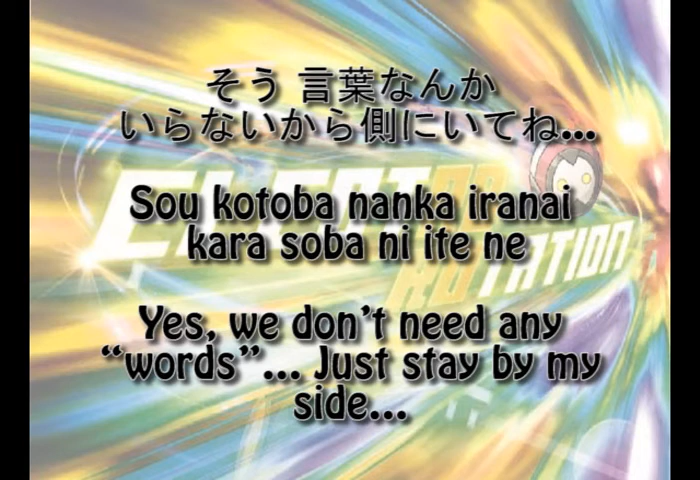 そう 言葉なんか
いらないから側にいてね...
Sou kotoba nanka iranai
kara soba ni ite ne
Yes, we don't need any
“words”... Just stay by my
side...
ROTATION